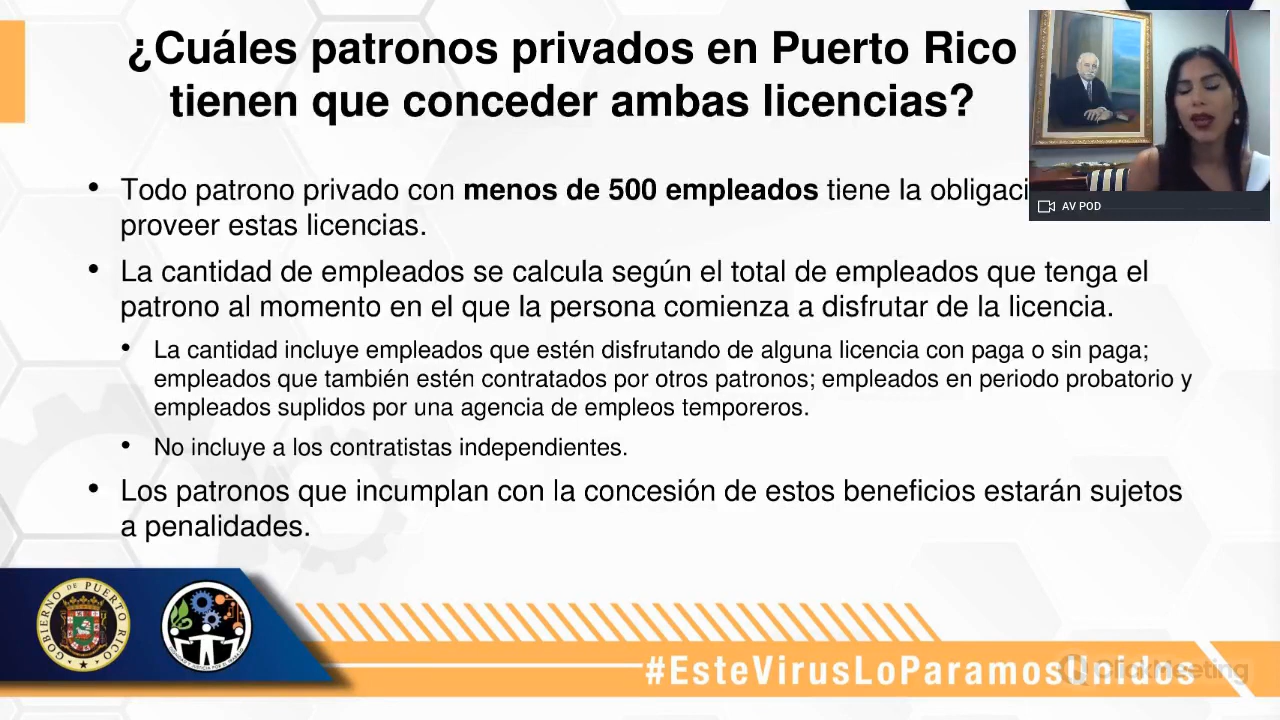 ¿Cuáles patronos privados en Puerto Rico
tienen que conceder ambas licencias?
AV POD
• Todo patrono privado con menos de 500 empleados tiene la obligaci
proveer estas licencias.
• La cantidad de empleados se calcula según el total de empleados que tenga el
patrono al momento en el que la persona comienza a disfrutar de la licencia.
• La cantidad incluye empleados que estén disfrutando de alguna licencia con paga o sin paga;
empleados que también estén contratados por otros patronos; empleados en periodo probatorio y
empleados suplidos por una agencia de empleos temporeros.
• No incluye a los contratistas independientes.
• Los patronos que incumplan con la concesión de estos beneficios estarán sujetos
a penalidades.
GOBIERNO DE PUERTO RICO
#EsteVirusLoParamosUnidos
ClickMeeting